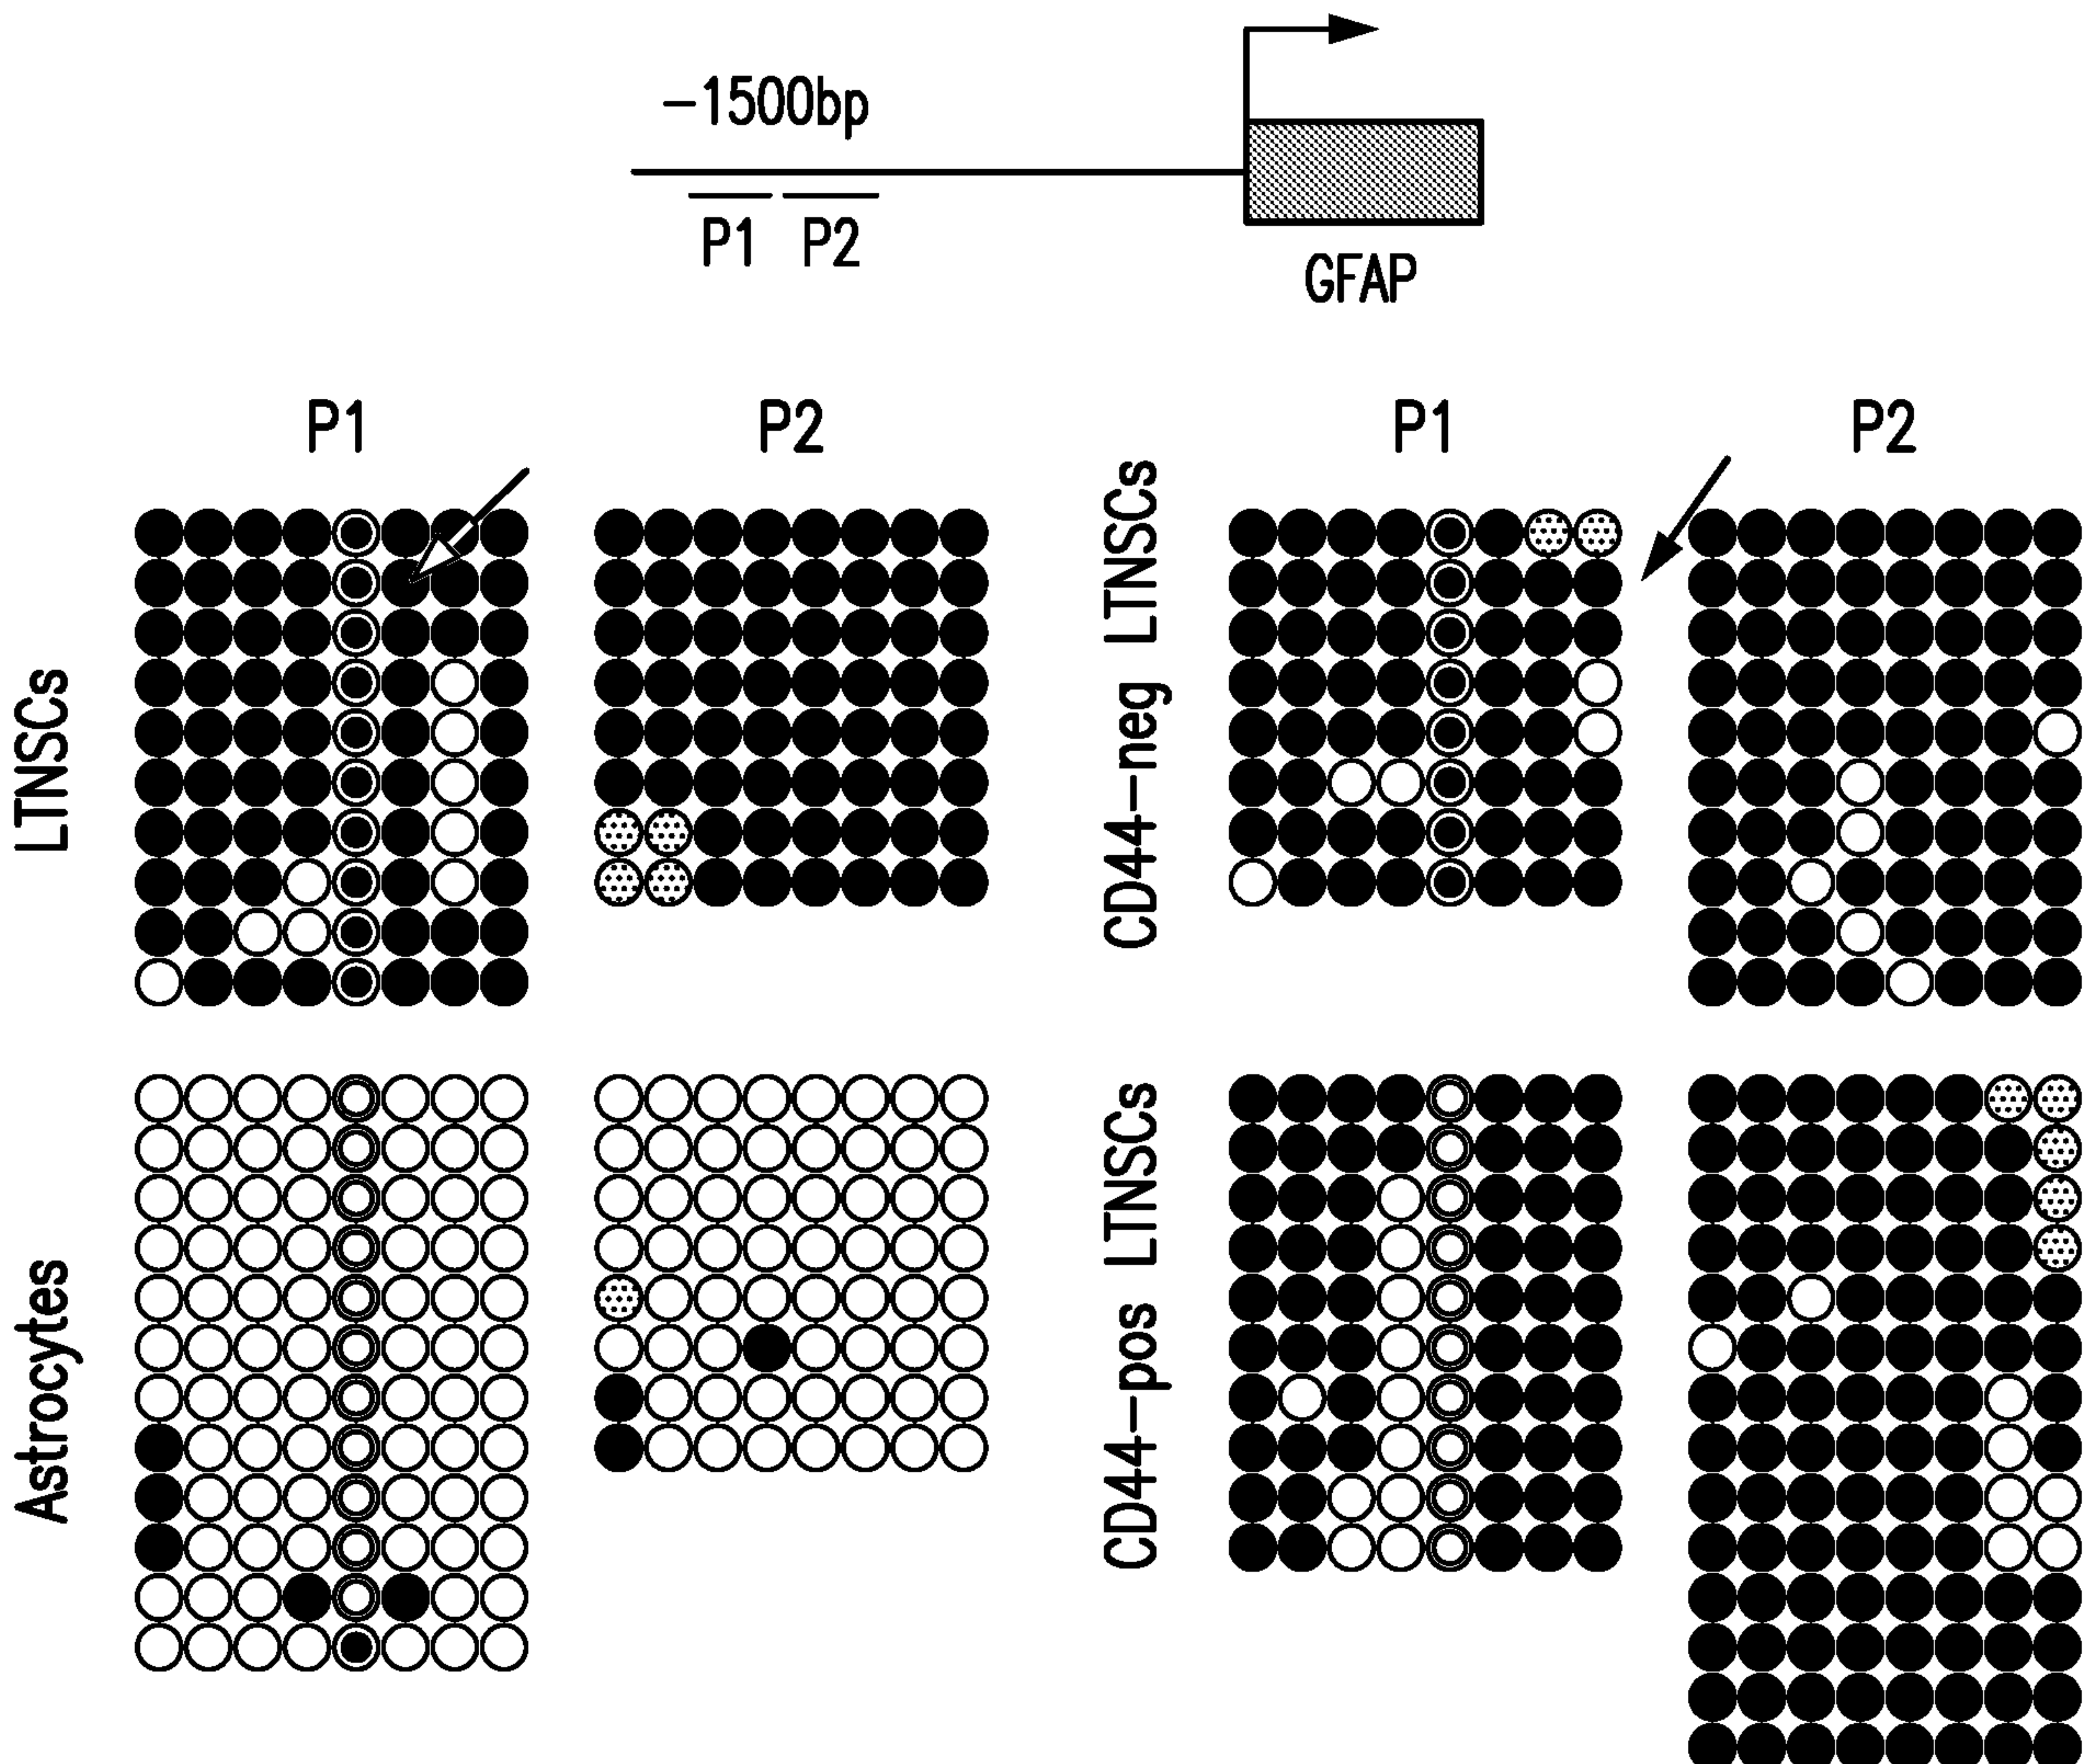 -1500bp
P1 P2
GFAP
P1 P2 P1 P2
LTNSCs
CD44-neg LTNSCs
Astrocytes
CD44-pos LTNSCs